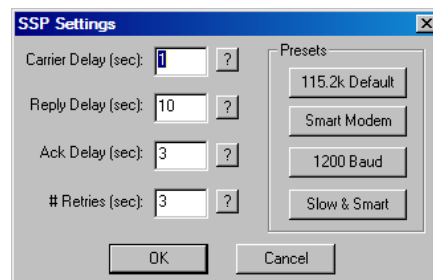 SSP Settings
Carrier Delay (sec): 1 ?
Reply Delay (sec): 10 ?
Ack Delay (sec): 3 ?
# Retries (sec): 3 ?
Presets
115.2k Default
Smart Modem
1200 Baud
Slow & Smart
OK Cancel